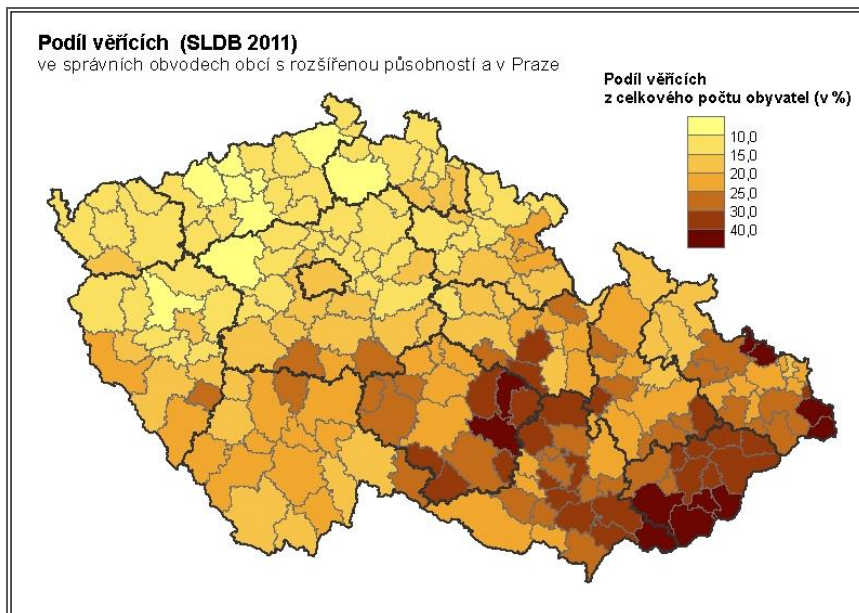 Podíl věřících (SLDB 2011)
ve správních obvodech obcí s rozšířenou působností a v Praze
Podíl věřících
z celkového počtu obyvatel (v %)
10,0
15,0
20,0
25,0
30,0
40,0